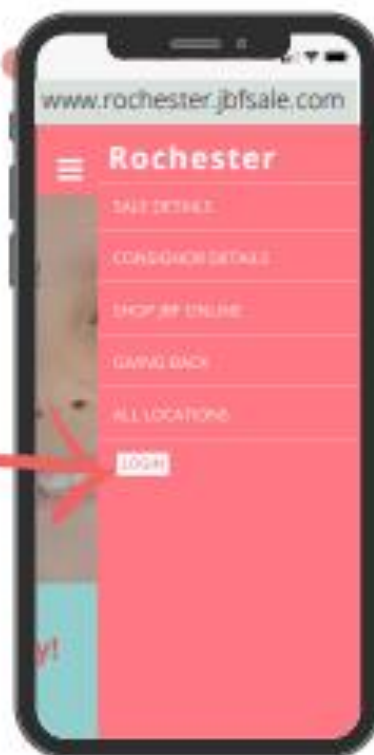 www.rochester.jbfsale.com
Rochester
SALE DETAILS
CONSIGNOR DETAILS
SHOP JBF ONLINE
GIVING BACK
ALL LOCATIONS
LOGIN
y!